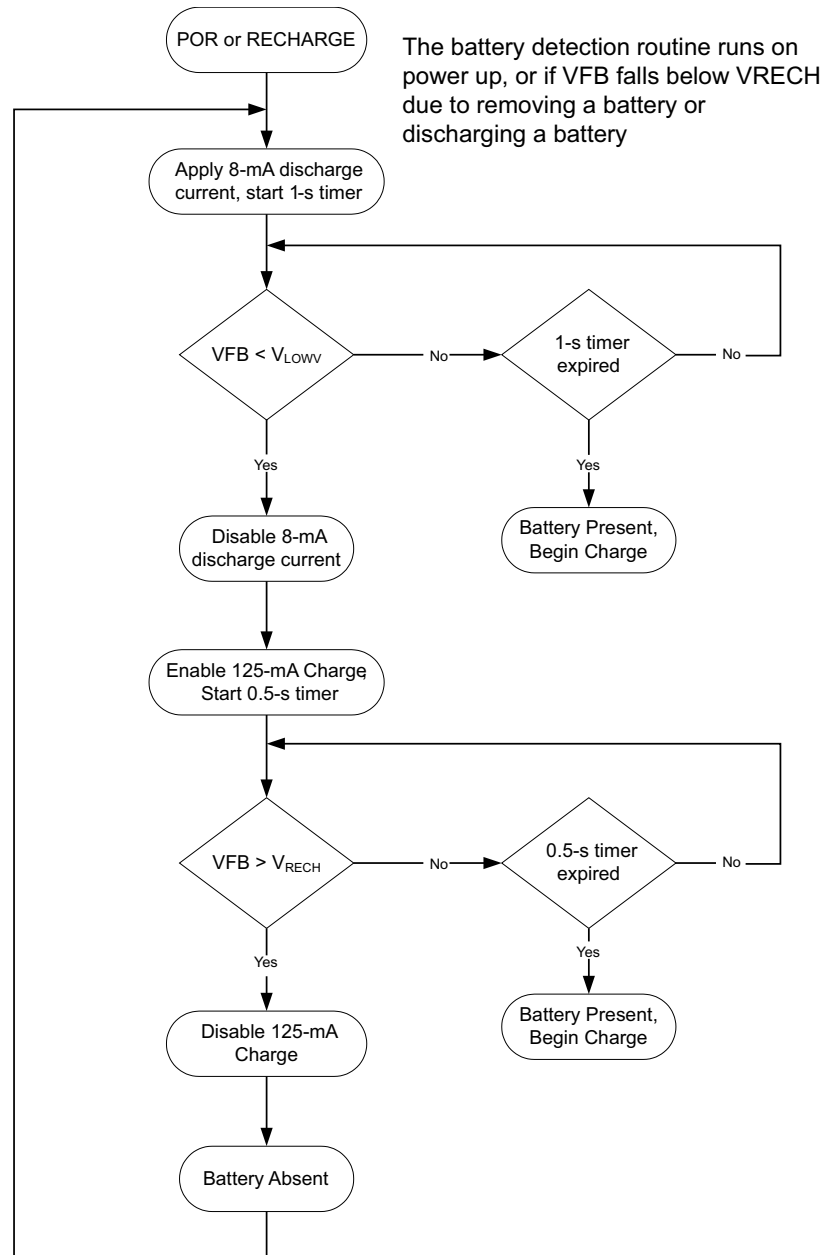 POR or RECHARGE
The battery detection routine runs on
power up, or if VFB falls below VRECH
due to removing a battery or
discharging a battery
Apply 8-mA discharge
current, start 1-s timer
VFB < VLOWV
No
1-s timer
expired
No
Yes
Yes
Disable 8-mA
discharge current
Battery Present,
Begin Charge
Enable 125-mA Charge,
Start 0.5-s timer
VFB > VRECH
No
0.5-s timer
expired
No
Yes
Yes
Disable 125-mA
Charge
Battery Present,
Begin Charge
Battery Absent